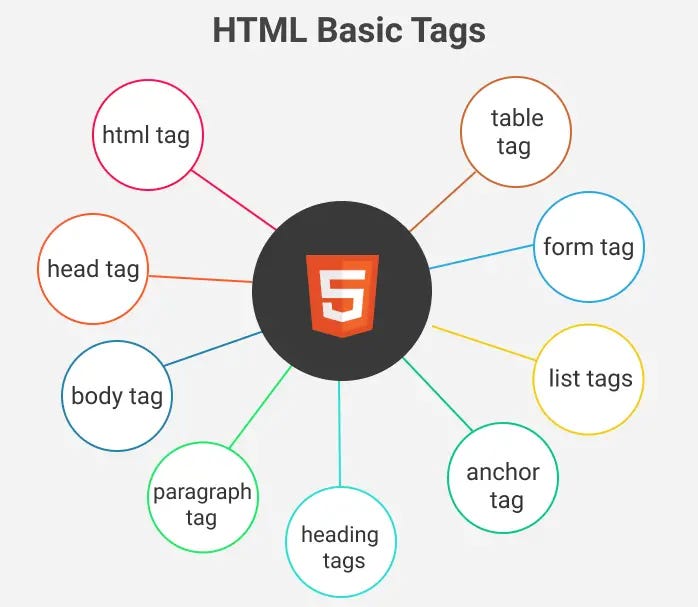 HTML Basic Tags
html tag
table
tag
head tag
form tag
body tag
list tags
paragraph
tag
heading
tags
anchor
tag
5